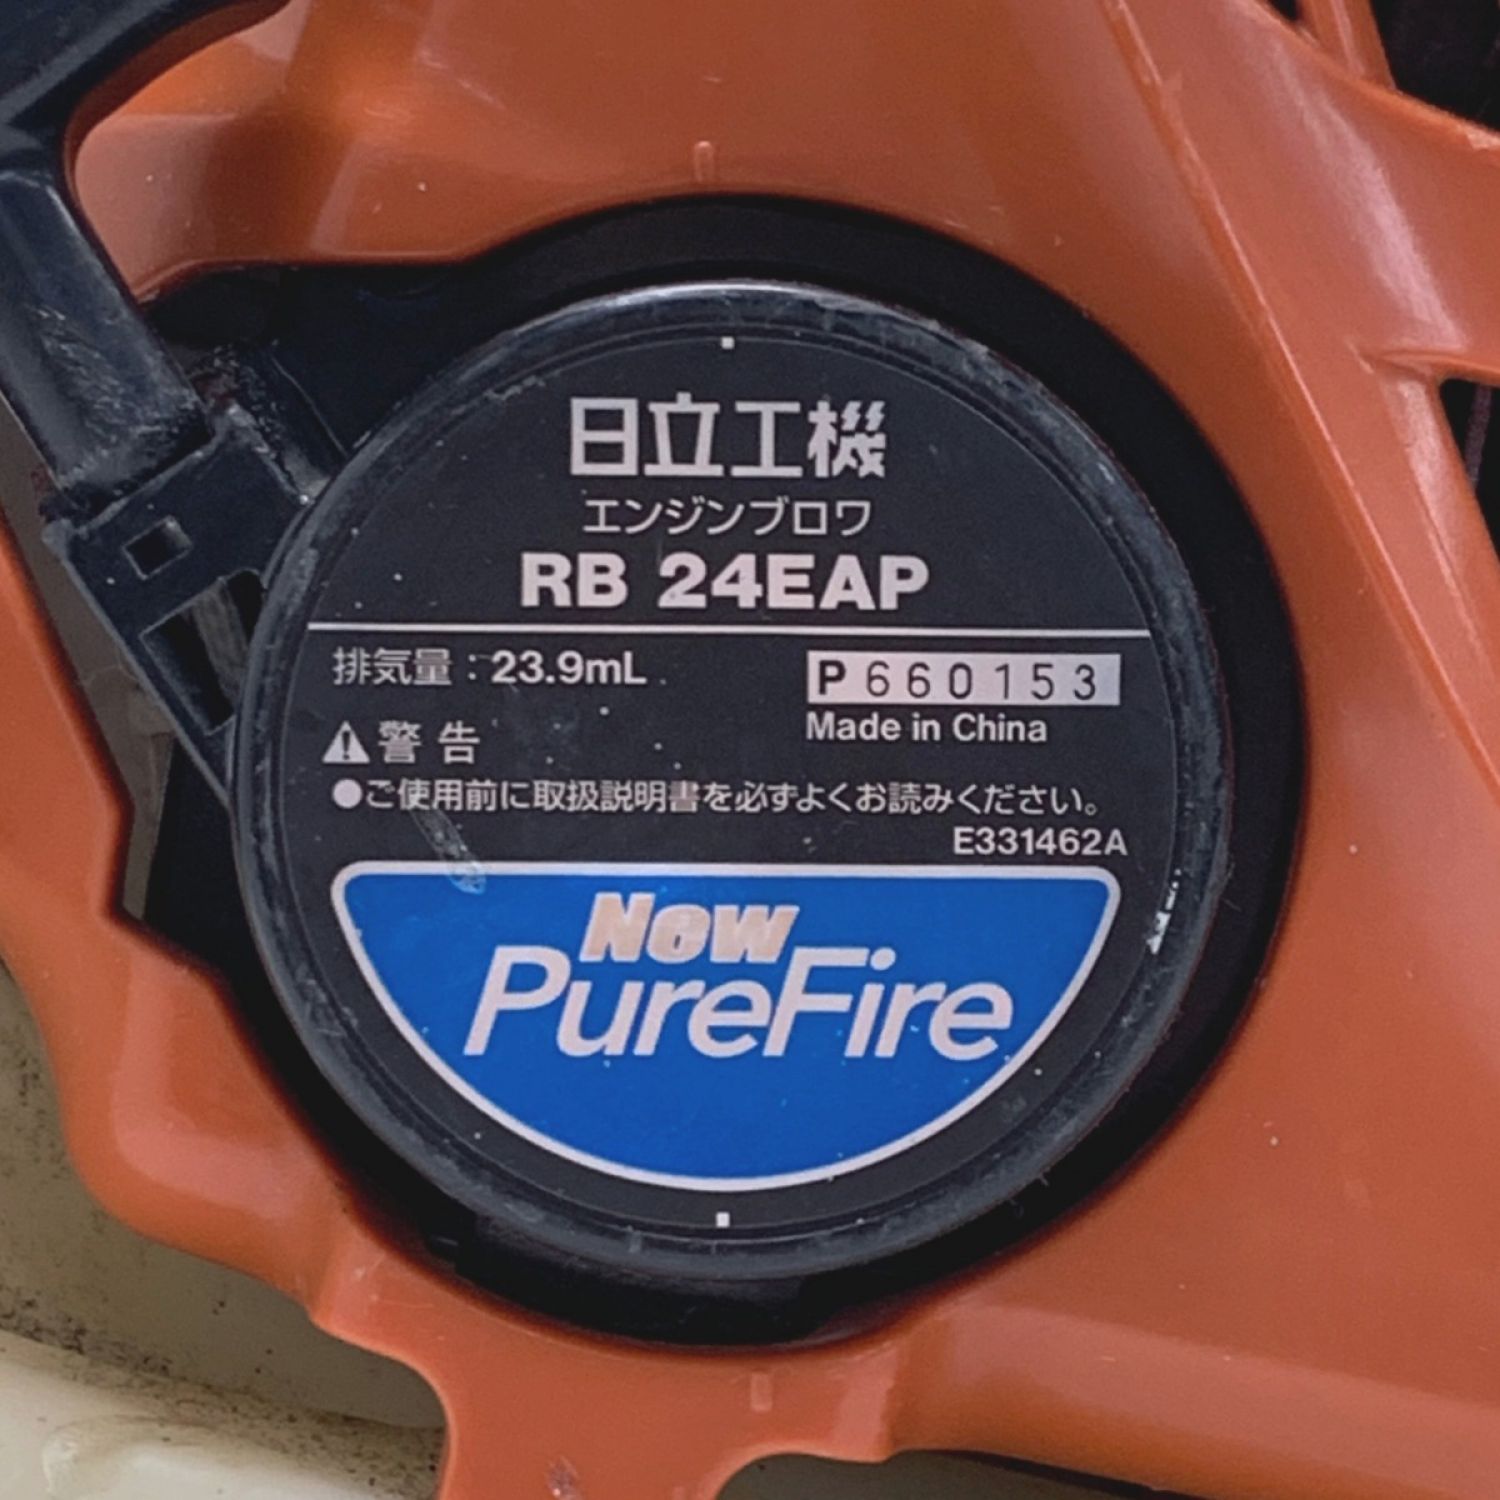 日立工機
エンジンブロワ
RB 24EAP
排気量：23.9mL
P660153
Made in China
⚠警告
●ご使用前に取扱説明書を必ずよくお読みください。
E331462A
New
PureFire